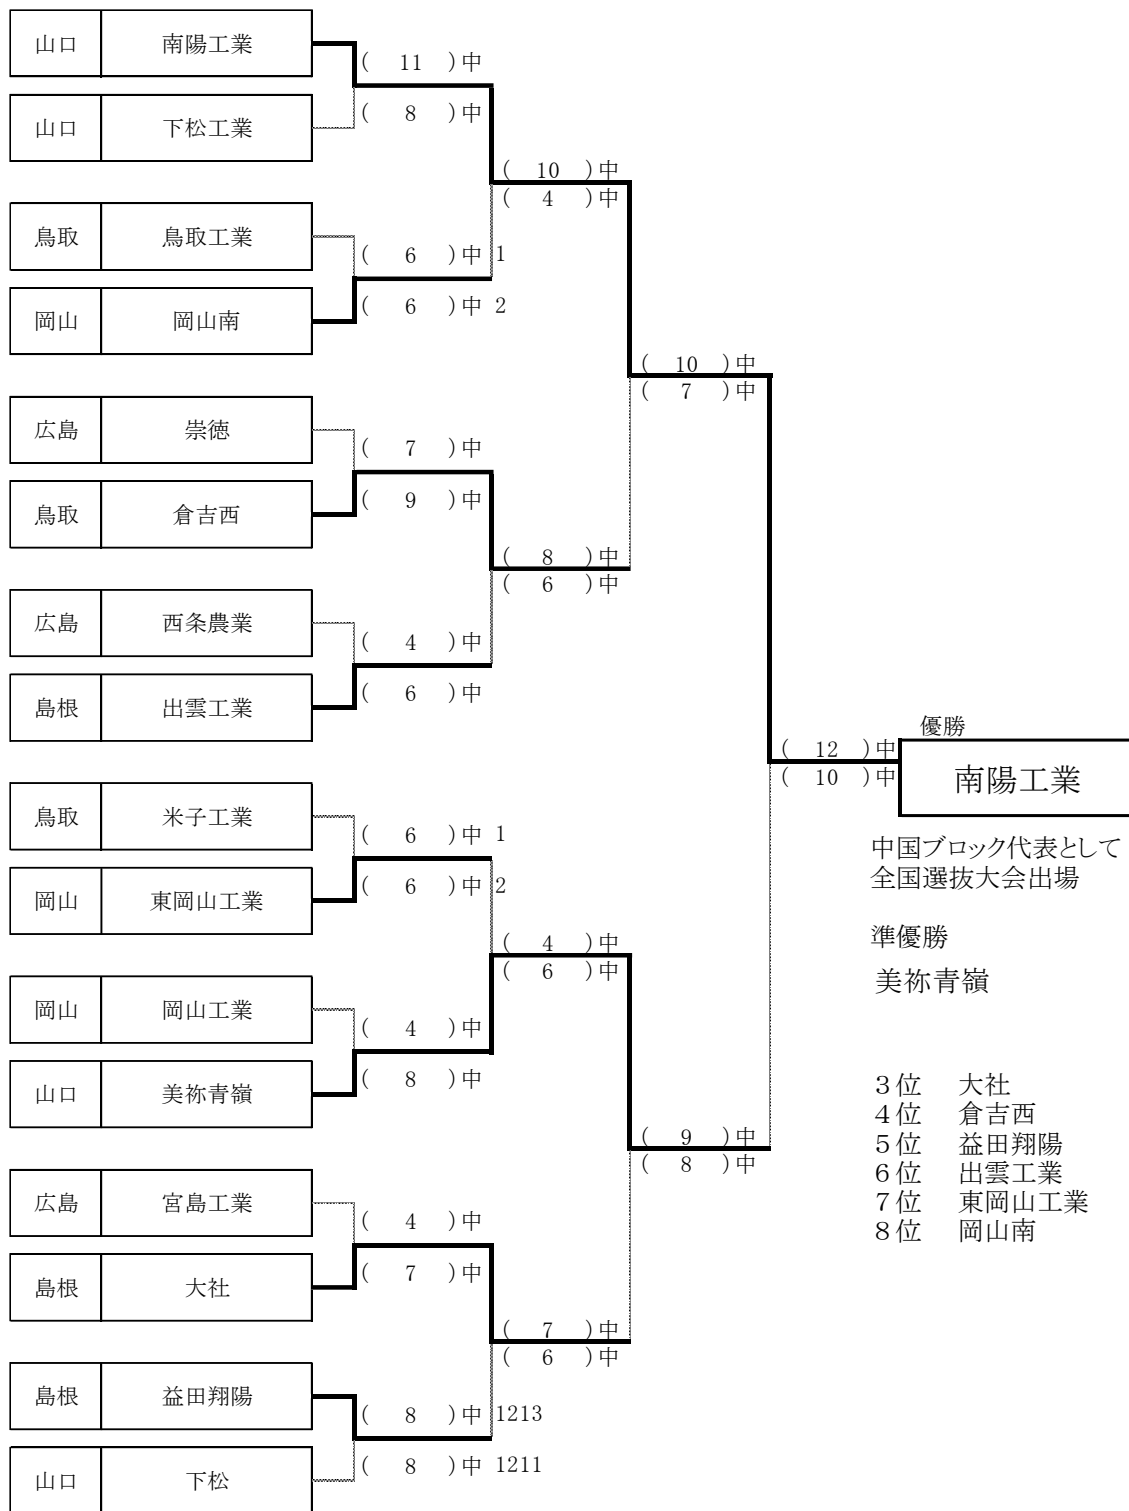 山口 南陽工業
( 11 )中
( 8 )中
山口 下松工業
( 10 )中
( 4 )中
鳥取 鳥取工業
( 6 )中 1
( 6 )中 2
岡山 岡山南
( 10 )中
( 7 )中
広島 崇徳
( 7 )中
( 9 )中
鳥取 倉吉西
( 8 )中
( 6 )中
広島 西条農業
( 4 )中
( 6 )中
島根 出雲工業
優勝
( 12 )中
( 10 )中
南陽工業
中国ブロック代表として
全国選抜大会出場
準優勝
美祢青嶺
鳥取 米子工業
( 6 )中 1
( 6 )中 2
岡山 東岡山工業
( 4 )中
( 6 )中
岡山 岡山工業
( 4 )中
( 8 )中
山口 美祢青嶺
( 9 )中
( 8 )中
3位 大社
4位 倉吉西
5位 益田翔陽
6位 出雲工業
7位 東岡山工業
8位 岡山南
広島 宮島工業
( 4 )中
( 7 )中
島根 大社
( 7 )中
( 6 )中
島根 益田翔陽
( 8 )中 1213
( 8 )中 1211
山口 下松